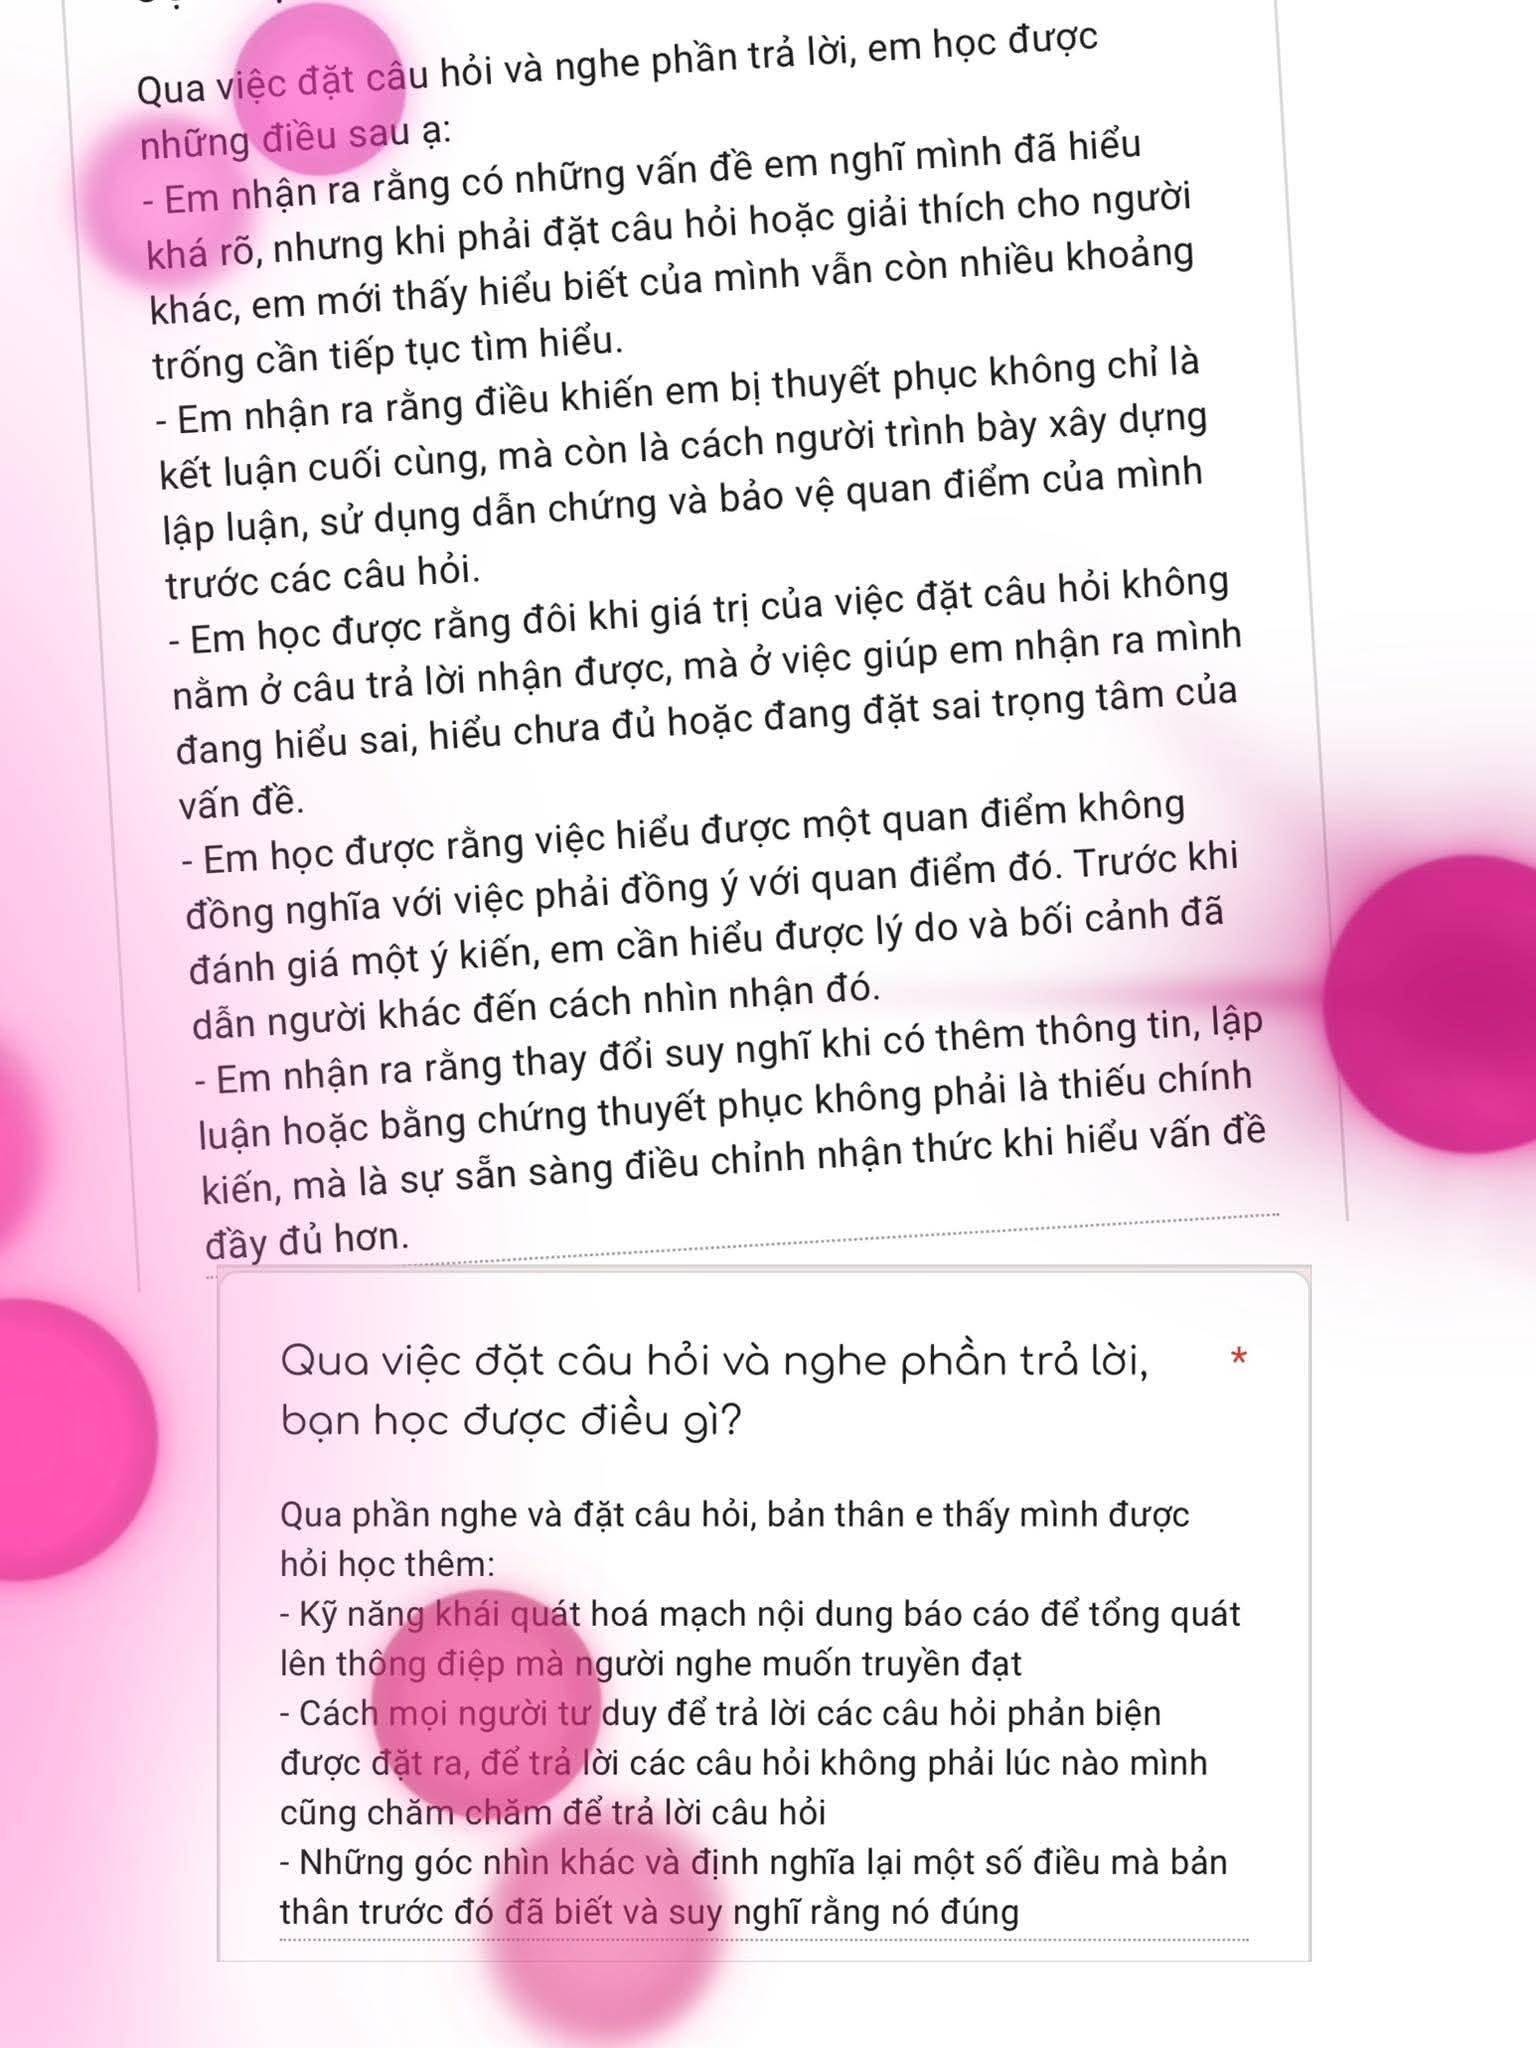 Qua việc đặt câu hỏi và nghe phần trả lời, em học được
những điều sau ạ:
- Em nhận ra rằng có những vấn đề em nghĩ mình đã hiểu
khá rõ, nhưng khi phải đặt câu hỏi hoặc giải thích cho người
khác, em mới thấy hiểu biết của mình vẫn còn nhiều khoảng
trống cần tiếp tục tìm hiểu.
- Em nhận ra rằng điều khiến em bị thuyết phục không chỉ là
kết luận cuối cùng, mà còn là cách người trình bày xây dựng
lập luận, sử dụng dẫn chứng và bảo vệ quan điểm của mình
trước các câu hỏi.
- Em học được rằng đôi khi giá trị của việc đặt câu hỏi không
nằm ở câu trả lời nhận được, mà ở việc giúp em nhận ra mình
đang hiểu sai, hiểu chưa đủ hoặc đang đặt sai trọng tâm của
vấn đề.
- Em học được rằng việc hiểu được một quan điểm không
đồng nghĩa với việc phải đồng ý với quan điểm đó. Trước khi
đánh giá một ý kiến, em cần hiểu được lý do và bối cảnh đã
dẫn người khác đến cách nhìn nhận đó.
- Em nhận ra rằng thay đổi suy nghĩ khi có thêm thông tin, lập
luận hoặc bằng chứng thuyết phục không phải là thiếu chính
kiến, mà là sự sẵn sàng điều chỉnh nhận thức khi hiểu vấn đề
đầy đủ hơn.
Qua việc đặt câu hỏi và nghe phần trả lời, *
bạn học được điều gì?
Qua phần nghe và đặt câu hỏi, bản thân e thấy mình được
hỏi học thêm:
- Kỹ năng khái quát hoá mạch nội dung báo cáo để tổng quát
lên thông điệp mà người nghe muốn truyền đạt
- Cách mọi người tư duy để trả lời các câu hỏi phản biện
được đặt ra, để trả lời các câu hỏi không phải lúc nào mình
cũng chăm chăm để trả lời câu hỏi
- Những góc nhìn khác và định nghĩa lại một số điều mà bản
thân trước đó đã biết và suy nghĩ rằng nó đúng